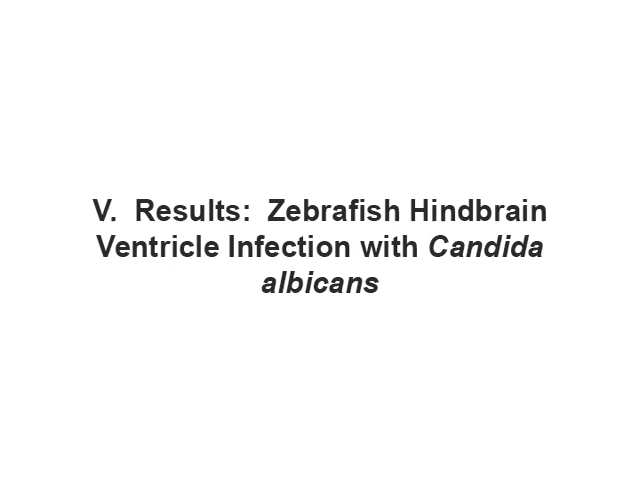 V.  Results:  Zebrafish Hindbrain
Ventricle Infection with Candida
albicans